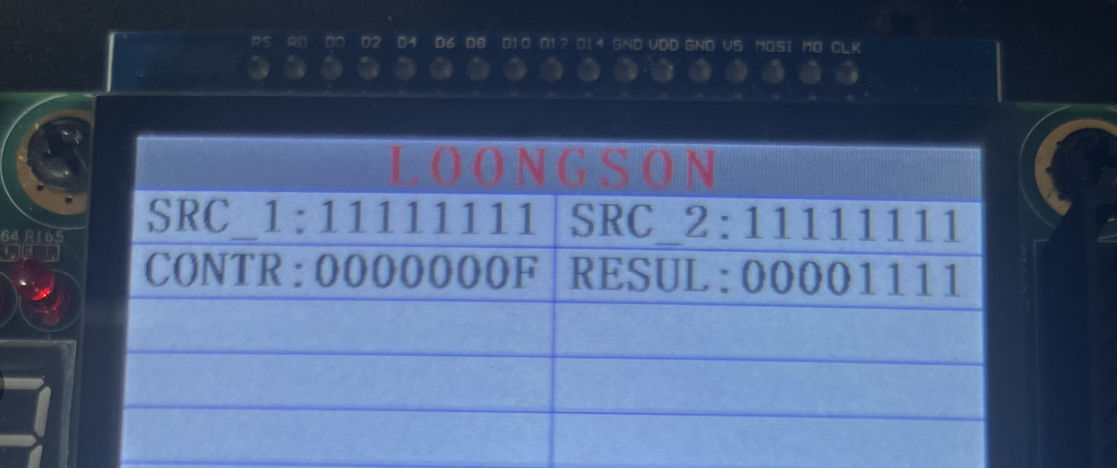 RS RD D0 D2 D4 D6 D8 D10 D12 D14 GND VDD GND V5 MOSI MO CLK
LOONGSON
SRC_1:11111111 SRC_2:11111111
CONTR:0000000F RESUL:00001111
64 R165